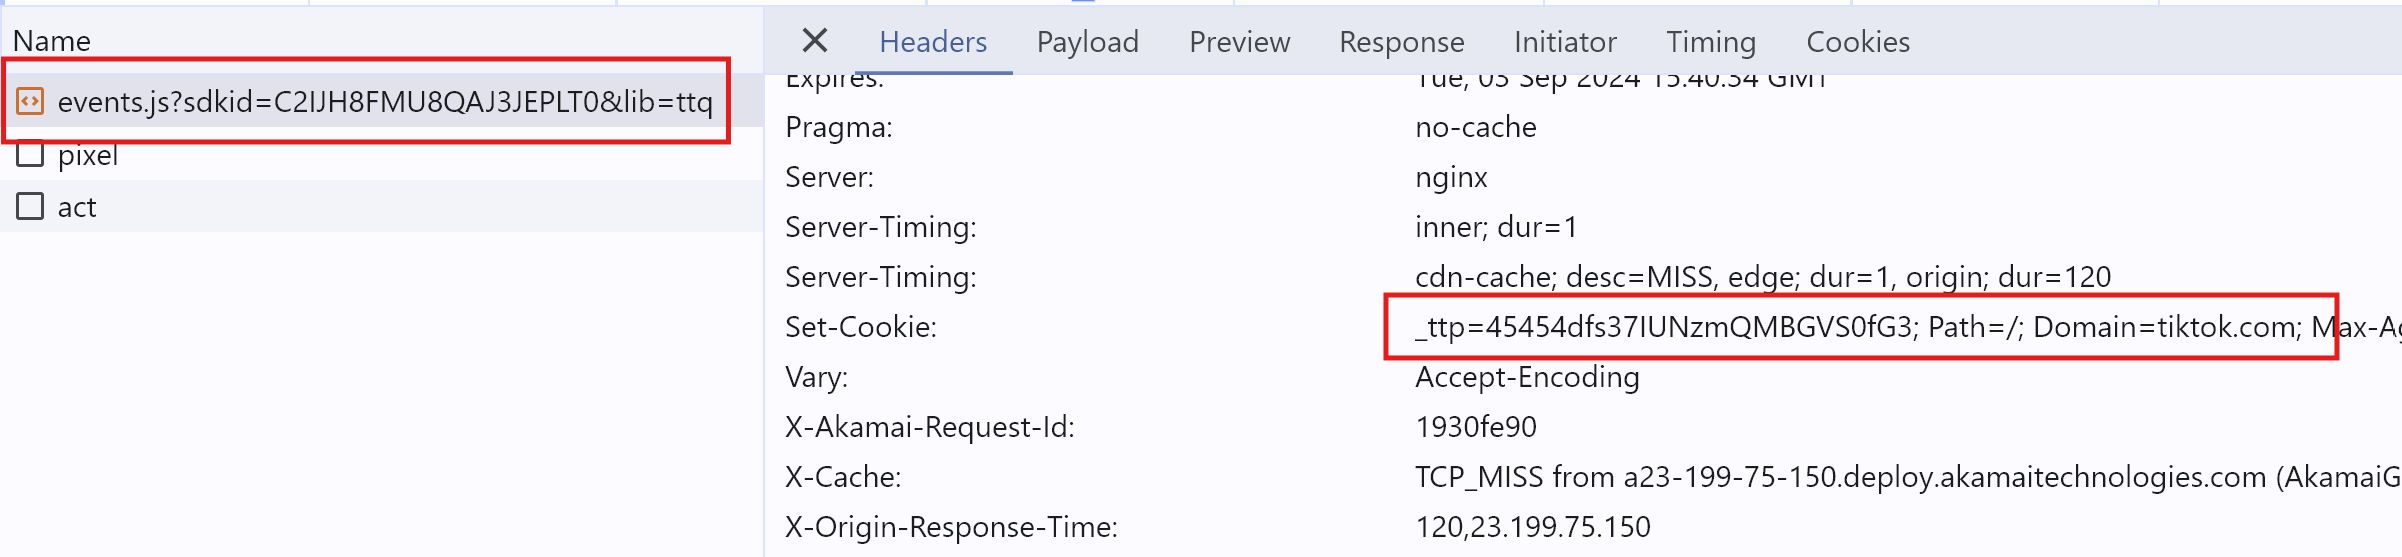 Name
events.js?sdkid=C2IJH8FMU8QAJ3JEPLT0&lib=ttq
pixel
act
Headers Payload Preview Response Initiator Timing Cookies
Expires: Tue, 03 Sep 2024 15:40:34 GMT
Pragma: no-cache
Server: nginx
Server-Timing: inner; dur=1
Server-Timing: cdn-cache; desc=MISS, edge; dur=1, origin; dur=120
Set-Cookie: _ttp=45454dfs37IUNzmQMBGVS0fG3; Path=/; Domain=tiktok.com; Max-Ag
Vary: Accept-Encoding
X-Akamai-Request-Id: 1930fe90
X-Cache: TCP_MISS from a23-199-75-150.deploy.akamaitechnologies.com (AkamaiG
X-Origin-Response-Time: 120,23.199.75.150